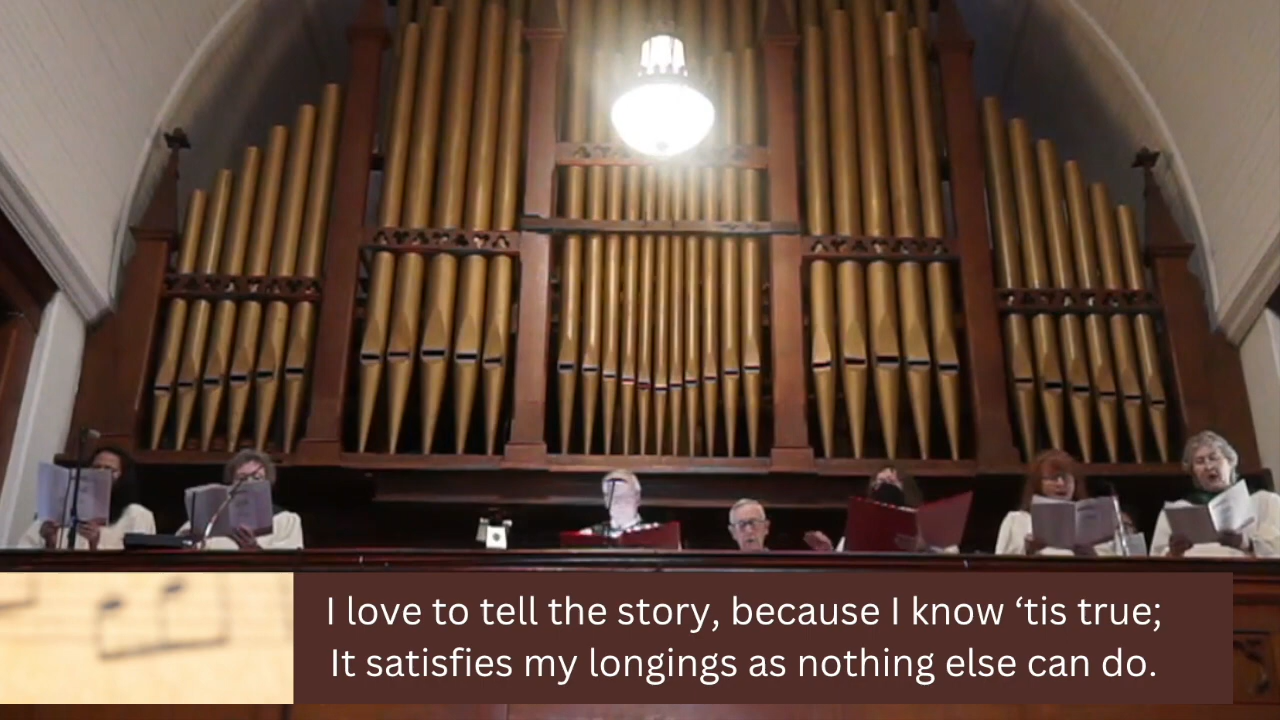 I love to tell the story, because I know ‘tis true;
It satisfies my longings as nothing else can do.